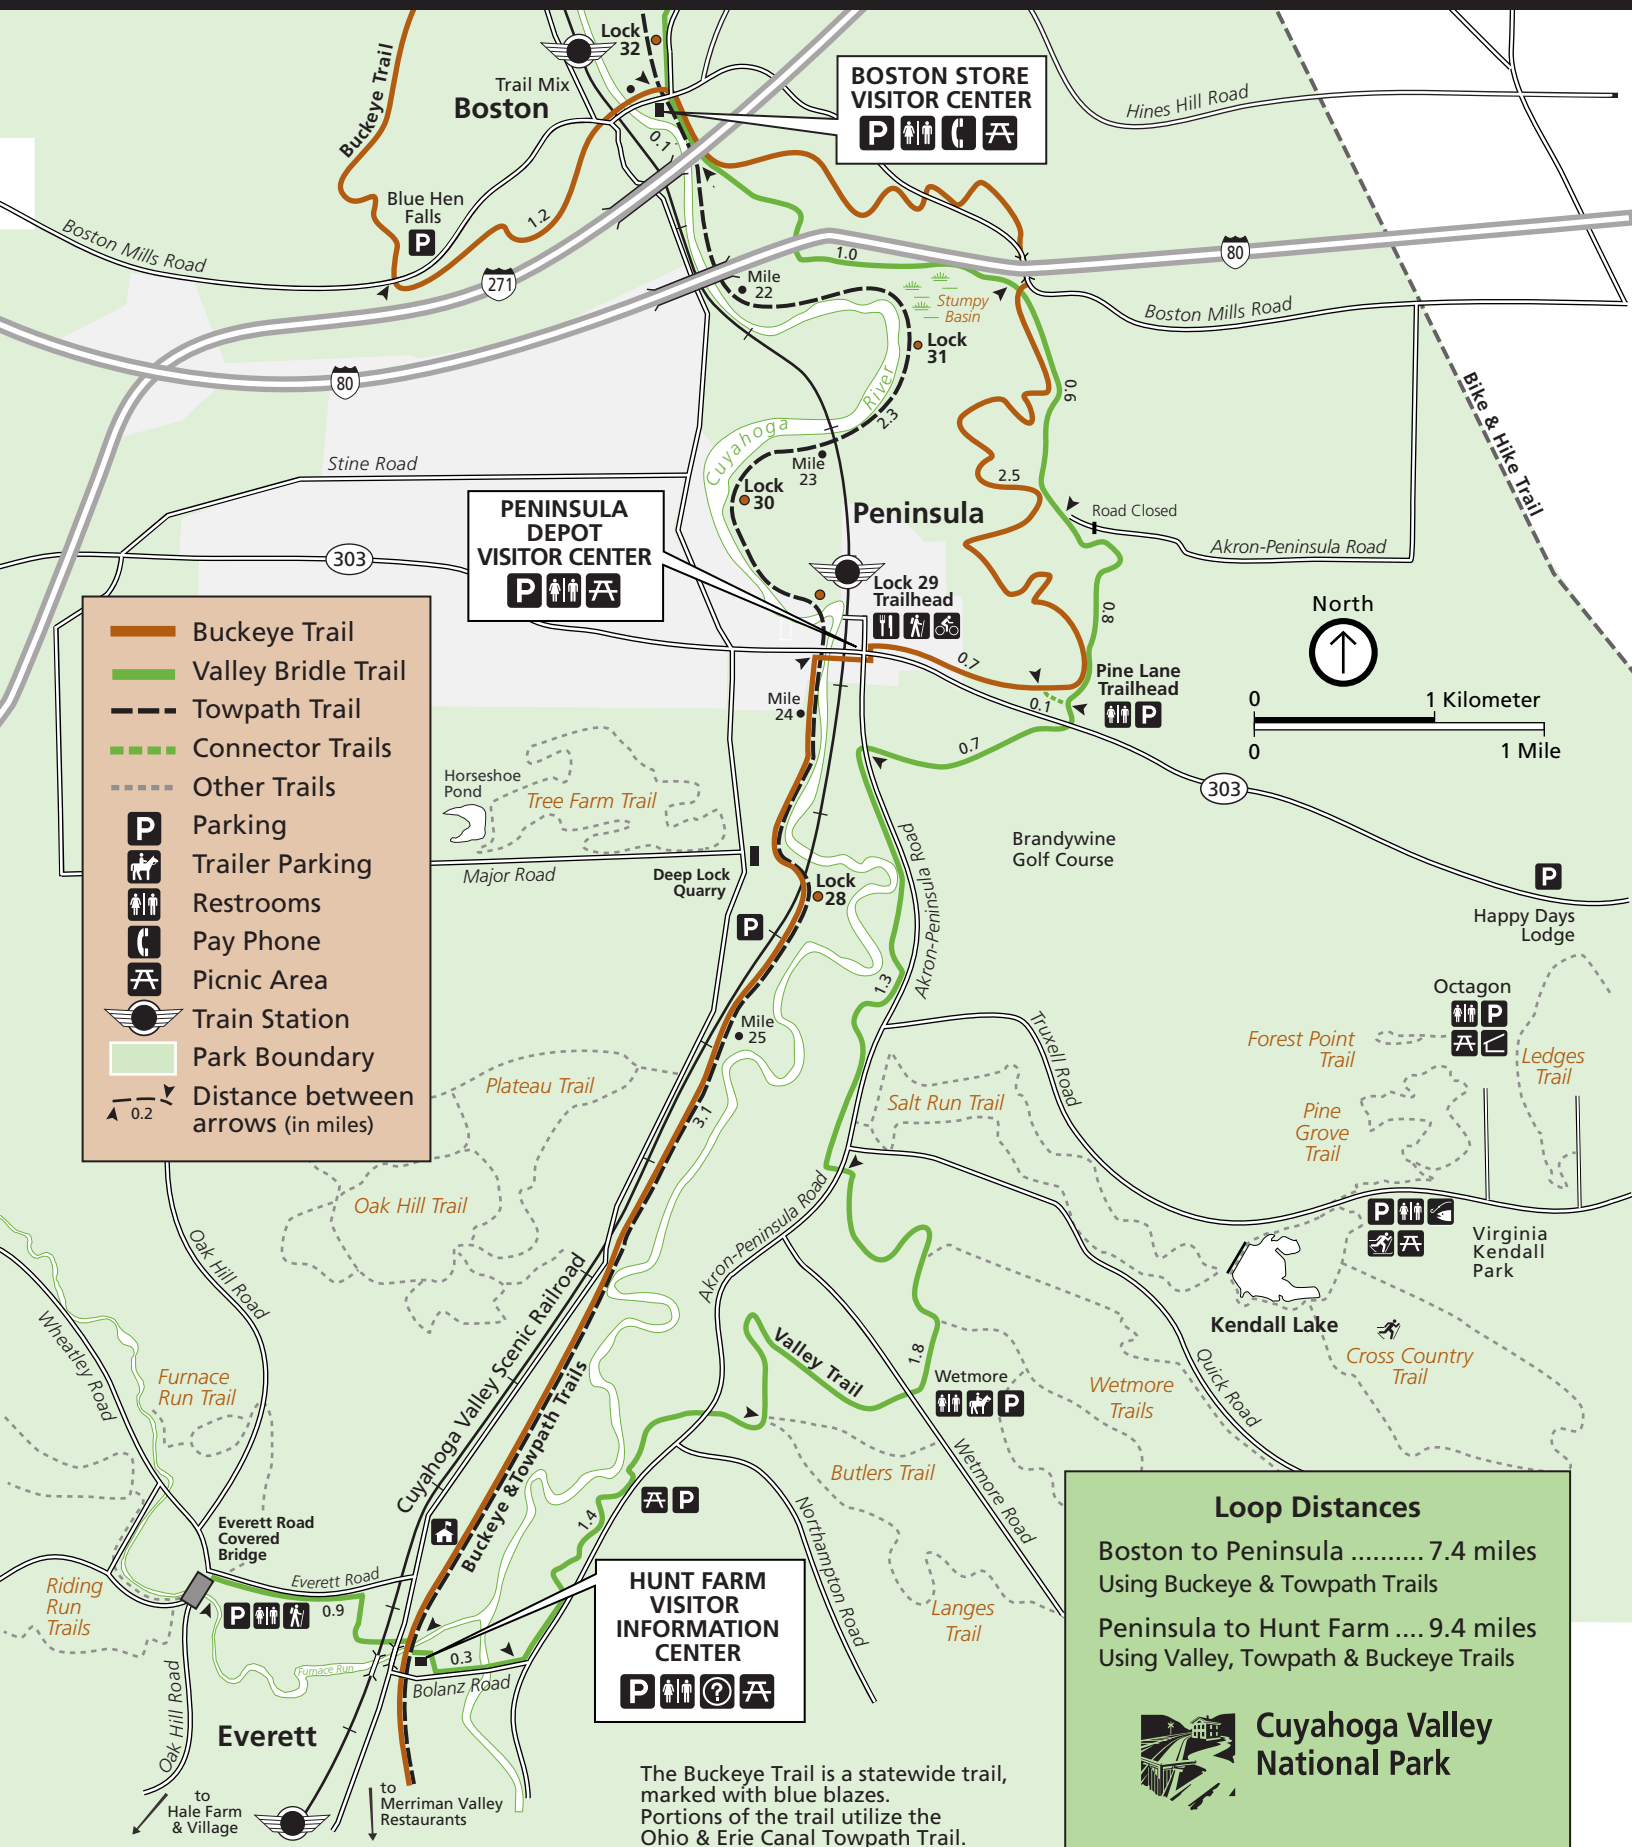 Lock
32
Trail Mix
Boston
Buckeye Trail
BOSTON STORE
VISITOR CENTER
P
Hines Hill Road
0.1
Blue Hen
Falls
P
1.2
Boston Mills Road
271
80
1.0
80
Mile
22
Stumpy
Basin
Boston Mills Road
Lock
31
Cuyahoga
River
2.3
0.6
Bike & Hike Trail
Stine Road
Mile
23
Lock
30
2.5
PENINSULA
DEPOT
VISITOR CENTER
P
Peninsula
Road Closed
Akron-Peninsula Road
303
Lock 29
Trailhead
0.8
North
0.7
Pine Lane
Trailhead
P
0.1
0 1 Kilometer
0 1 Mile
Mile
24
0.7
303
Buckeye Trail
Valley Bridle Trail
Towpath Trail
Connector Trails
Other Trails
P Parking
Trailer Parking
Restrooms
Pay Phone
Picnic Area
Train Station
Park Boundary
0.2
Distance between
arrows (in miles)
Horseshoe
Pond
Tree Farm Trail
Major Road
Deep Lock
Quarry
P
Lock
28
Akron-Peninsula Road
Brandywine
Golf Course
P
Happy Days
Lodge
1.3
Mile
25
Octagon
P
Forest Point
Trail
Ledges
Trail
Truxell Road
Plateau Trail
3.1
Salt Run Trail
Pine
Grove
Trail
Oak Hill Trail
Akron-Peninsula Road
P
Virginia
Kendall
Park
Oak Hill Road
Kendall Lake
Cross Country
Trail
Wheatley Road
Furnace
Run Trail
Cuyahoga Valley Scenic Railroad
Buckeye & Towpath Trails
Valley Trail
1.8
Wetmore
P
Wetmore
Trails
Quick Road
Butlers Trail
P
Wetmore Road
Northampton Road
1.4
Everett Road
Covered
Bridge
Everett Road
0.9
P
Riding
Run
Trails
HUNT FARM
VISITOR
INFORMATION
CENTER
P ?
Langes
Trail
0.3
Bolanz Road
Furnace Run
Oak Hill Road
Everett
to
Hale Farm
& Village
to
Merriman Valley
Restaurants
The Buckeye Trail is a statewide trail,
marked with blue blazes.
Portions of the trail utilize the
Ohio & Erie Canal Towpath Trail.
Loop Distances
Boston to Peninsula .......... 7.4 miles
Using Buckeye & Towpath Trails
Peninsula to Hunt Farm .... 9.4 miles
Using Valley, Towpath & Buckeye Trails
Cuyahoga Valley
National Park